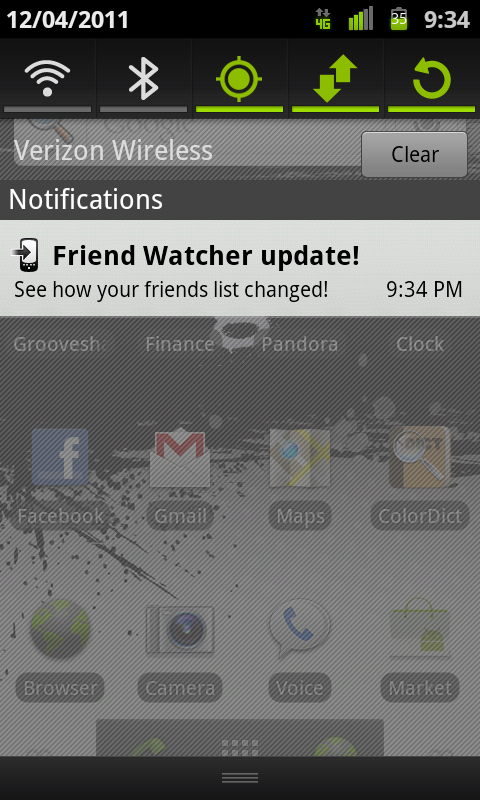 12/04/2011 4G 35 9:34
Verizon Wireless Clear
Notifications
Friend Watcher update!
See how your friends list changed! 9:34 PM
Groovesha Finance Pandora Clock
Facebook Gmail Maps ColorDict
Browser Camera Voice Market